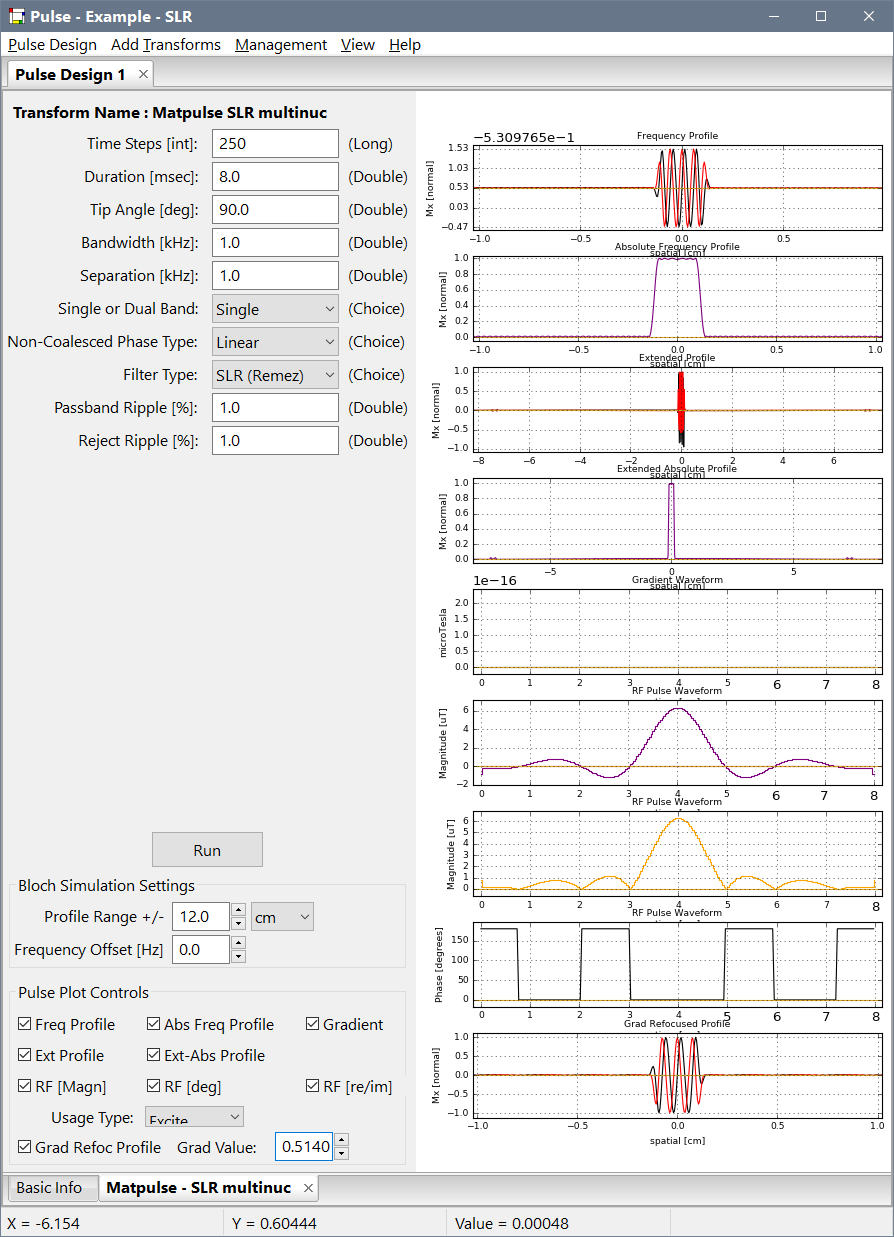 Pulse - Example - SLR
Pulse Design Add Transforms Management View Help
Pulse Design 1
Transform Name : Matpulse SLR multinuc
Time Steps [int]: 250 (Long)
Duration [msec]: 8.0 (Double)
Tip Angle [deg]: 90.0 (Double)
Bandwidth [kHz]: 1.0 (Double)
Separation [kHz]: 1.0 (Double)
Single or Dual Band: Single (Choice)
Non-Coalesced Phase Type: Linear (Choice)
Filter Type: SLR (Remez) (Choice)
Passband Ripple [%]: 1.0 (Double)
Reject Ripple [%]: 1.0 (Double)
Run
Bloch Simulation Settings
Profile Range +/- 12.0 cm
Frequency Offset [Hz] 0.0
Pulse Plot Controls
Freq Profile Abs Freq Profile Gradient
Ext Profile Ext-Abs Profile
RF [Magn] RF [deg] RF [re/im]
Usage Type: Excite
Grad Refoc Profile Grad Value: 0.5140
−5.309765e−1 Frequency Profile
1.53
1.03
0.53
0.03
−0.47
Mx [normal]
−1.0 −0.5 0.0 0.5
spatial [cm]
Absolute Frequency Profile
1.0
0.8
0.6
0.4
0.2
0.0
Mx [normal]
−1.0 −0.5 0.0 0.5 1.0
spatial [cm]
Extended Profile
1.0
0.5
0.0
−0.5
−1.0
Mx [normal]
−8 −6 −4 −2 0 2 4 6
spatial [cm]
Extended Absolute Profile
1.0
0.8
0.6
0.4
0.2
0.0
Mx [normal]
−5 0 5
spatial [cm]
1e−16 Gradient Waveform
2.0
1.5
1.0
0.5
0.0
microTesla
0 1 2 3 4 5 6 7 8
RF Pulse Waveform
6
4
2
0
−2
Magnitude [uT]
0 1 2 3 4 5 6 7 8
RF Pulse Waveform
6
5
4
3
2
1
0
Magnitude [uT]
0 1 2 3 4 5 6 7 8
RF Pulse Waveform
150
100
50
0
Phase [degrees]
0 1 2 3 4 5 6 7 8
Grad Refocused Profile
1.0
0.5
0.0
−0.5
−1.0
Mx [normal]
−1.0 −0.5 0.0 0.5 1.0
spatial [cm]
Basic Info Matpulse - SLR multinuc
X = -6.154 Y = 0.60444 Value = 0.00048